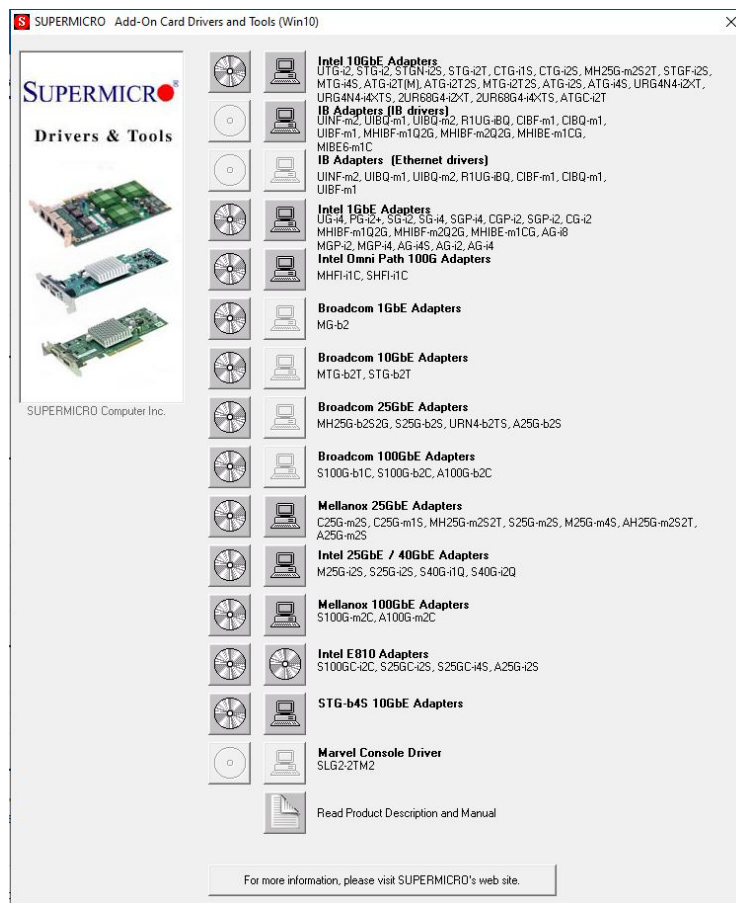 SUPERMICRO Add-On Card Drivers and Tools (Win10)
SUPERMICRO
Drivers & Tools
SUPERMICRO Computer Inc.
Intel 10GbE Adapters
UTG-i2, STG-i2, STGN-i2S, STG-i2T, CTG-i1S, CTG-i2S, MH25G-m2S2T, STGF-i2S,
MTG-i4S, ATG-i2T(M), ATG-i2T2S, MTG-i2T2S, ATG-i2S, ATG-i4S, URG4N4-i2XT,
URG4N4-i4XTS, 2UR68G4-i2XT, 2UR68G4-i4XTS, ATGC-i2T
IB Adapters (IB drivers)
UINF-m2, UIBQ-m1, UIBQ-m2, R1UG-iBQ, CIBF-m1, CIBQ-m1,
UIBF-m1, MHIBF-m1Q2G, MHIBF-m2Q2G, MHIBE-m1CG,
MIBE6-m1C
IB Adapters (Ethernet drivers)
UINF-m2, UIBQ-m1, UIBQ-m2, R1UG-iBQ, CIBF-m1, CIBQ-m1,
UIBF-m1
Intel 1GbE Adapters
UG-i4, PG-i2+, SG-i2, SG-i4, SGP-i4, CGP-i2, SGP-i2, CG-i2
MHIBF-m1Q2G, MHIBF-m2Q2G, MHIBE-m1CG, AG-i8
MGP-i2, MGP-i4, AG-i4S, AG-i2, AG-i4
Intel Omni Path 100G Adapters
MHFI-i1C, SHFI-i1C
Broadcom 1GbE Adapters
MG-b2
Broadcom 10GbE Adapters
MTG-b2T, STG-b2T
Broadcom 25GbE Adapters
MH25G-b2S2G, S25G-b2S, URN4-b2TS, A25G-b2S
Broadcom 100GbE Adapters
S100G-b1C, S100G-b2C, A100G-b2C
Mellanox 25GbE Adapters
C25G-m2S, C25G-m1S, MH25G-m2S2T, S25G-m2S, M25G-m4S, AH25G-m2S2T,
A25G-m2S
Intel 25GbE / 40GbE Adapters
M25G-i2S, S25G-i2S, S40G-i1Q, S40G-i2Q
Mellanox 100GbE Adapters
S100G-m2C, A100G-m2C
Intel E810 Adapters
S100GC-i2C, S25GC-i2S, S25GC-i4S, A25G-i2S
STG-b4S 10GbE Adapters
Marvel Console Driver
SLG2-2TM2
Read Product Description and Manual
For more information, please visit SUPERMICRO's web site.